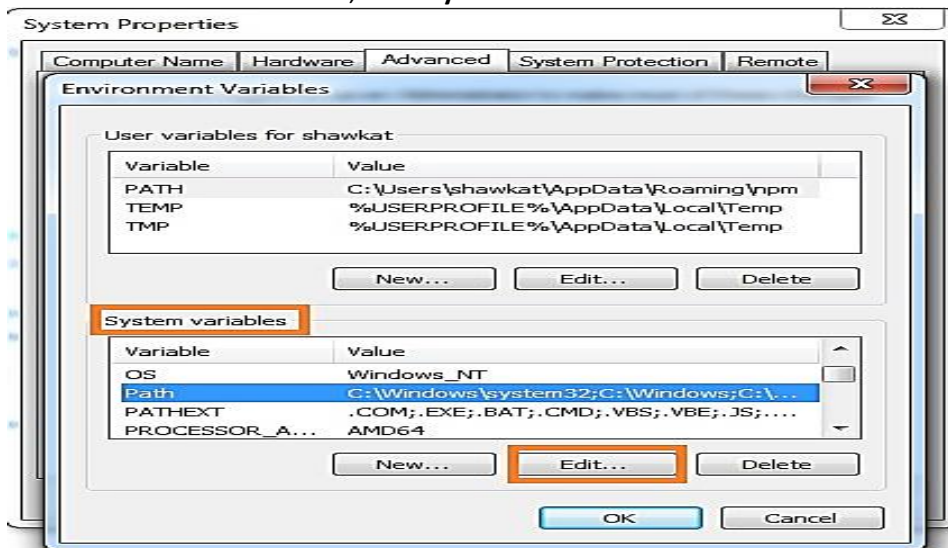 System Properties
Computer Name Hardware Advanced System Protection Remote
Environment Variables
User variables for shawkat
Variable Value
PATH C:\Users\shawkat\AppData\Roaming\npm
TEMP %USERPROFILE%\AppData\Local\Temp
TMP %USERPROFILE%\AppData\Local\Temp
New... Edit... Delete
System variables
Variable Value
OS Windows_NT
Path C:\Windows\system32;C:\Windows;C:\...
PATHEXT .COM;.EXE;.BAT;.CMD;.VBS;.VBE;.JS;....
PROCESSOR_A... AMD64
New... Edit... Delete
OK Cancel